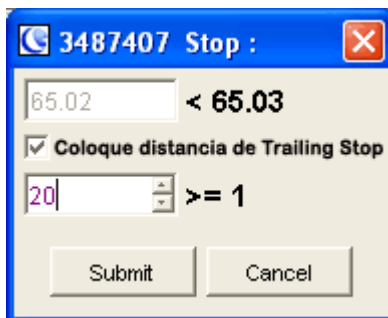 3487407 Stop :
65.02 < 65.03
Coloque distancia de Trailing Stop
20 >= 1
Submit Cancel